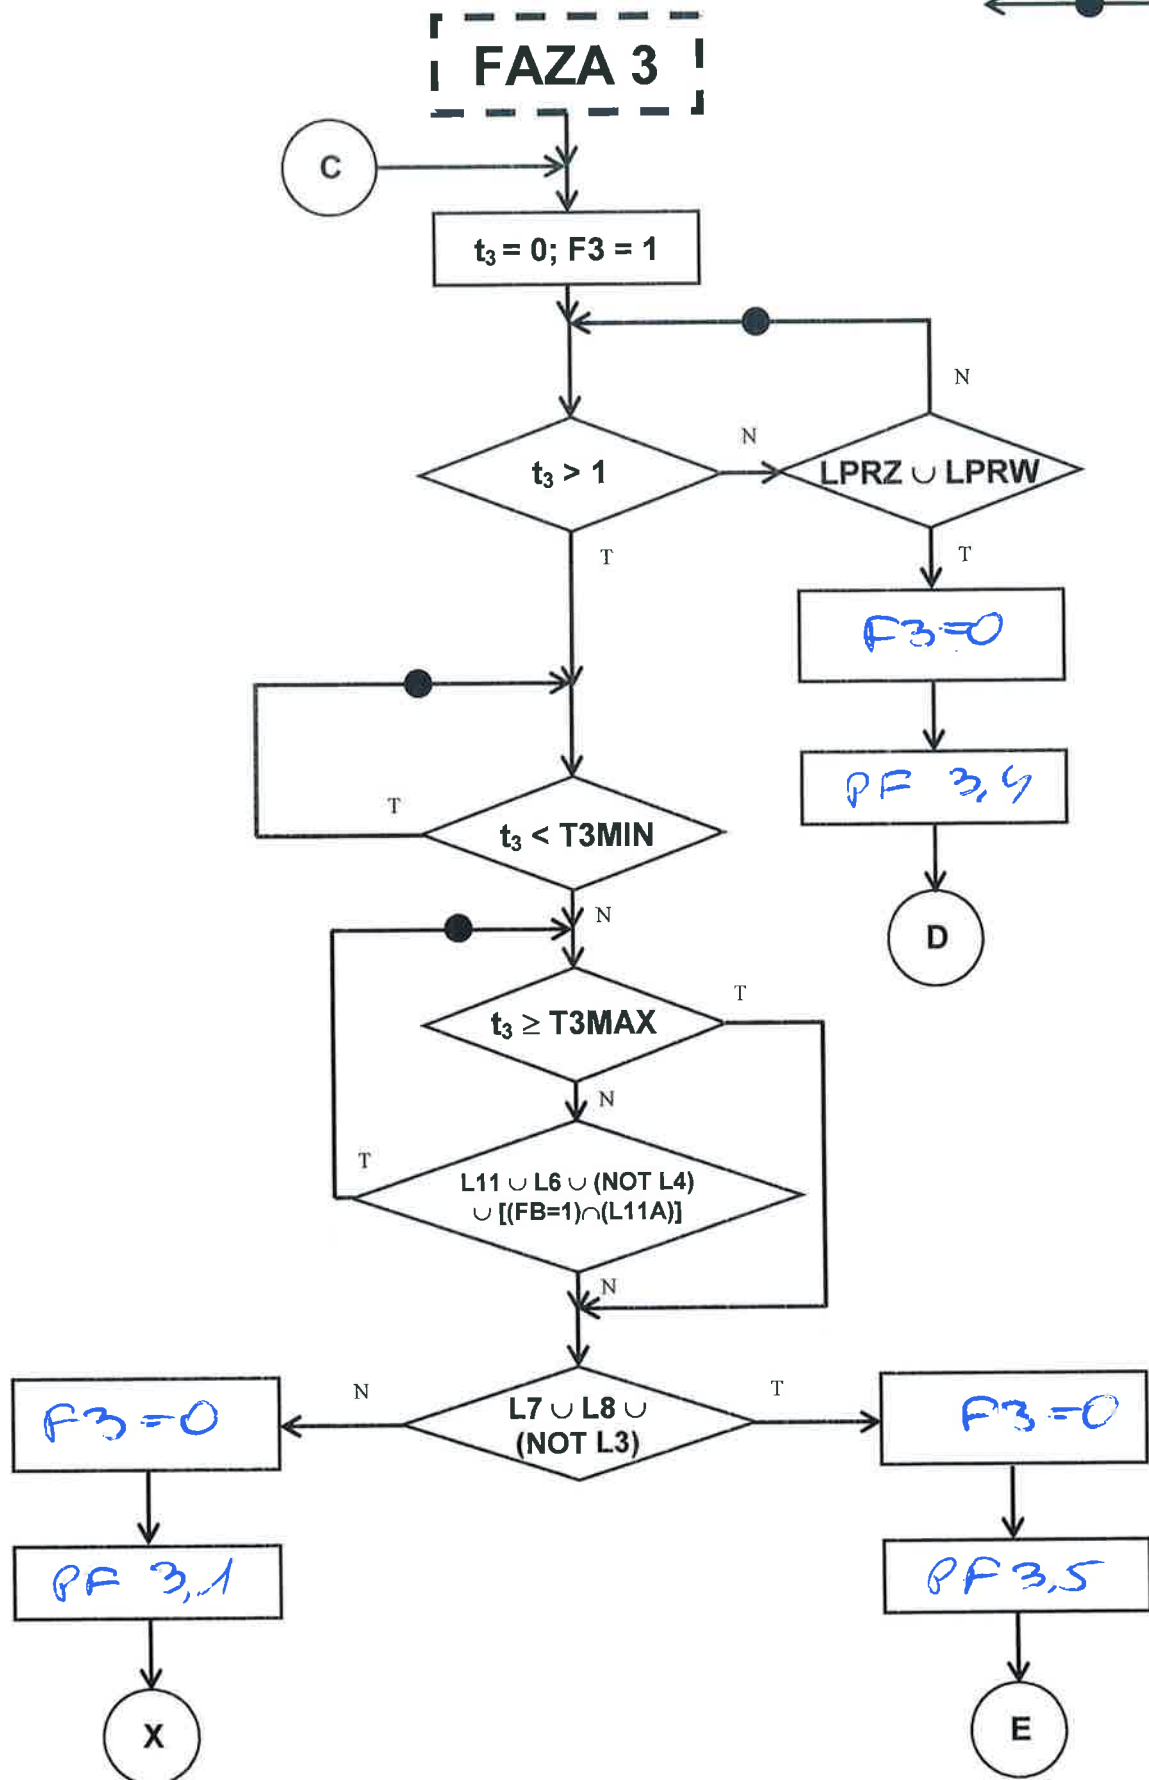 FAZA 3
C
t₃ = 0; F3 = 1
N
t₃ > 1
N
LPRZ ∪ LPRW
T
T
F3=0
PF 3,4
T
t₃ < T3MIN
N
D
T
t₃ ≥ T3MAX
N
T
L11 ∪ L6 ∪ (NOT L4)
∪ [(FB=1)∩(L11A)]
N
N
L7 ∪ L8 ∪
(NOT L3)
T
F3=0
F3=0
PF 3,1
PF 3,5
X
E